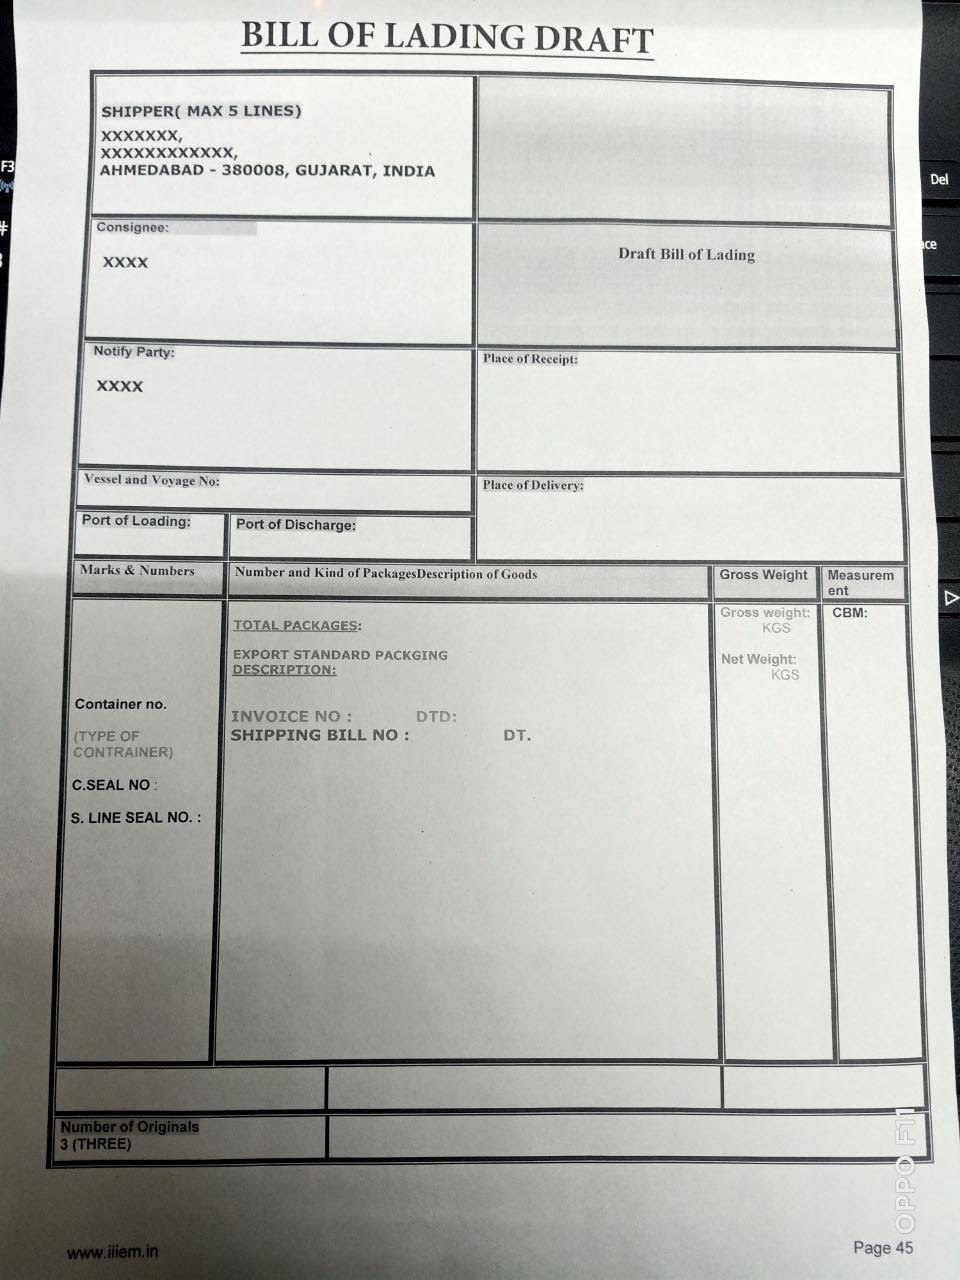 BILL OF LADING DRAFT
SHIPPER( MAX 5 LINES)
XXXXXXX,
XXXXXXXXXXXX,
AHMEDABAD - 380008, GUJARAT, INDIA
Consignee:
XXXX
Draft Bill of Lading
Notify Party:
XXXX
Place of Receipt:
Vessel and Voyage No:
Place of Delivery:
Port of Loading:
Port of Discharge:
Marks & Numbers
Number and Kind of PackagesDescription of Goods
Gross Weight
Measurem
ent
TOTAL PACKAGES:
EXPORT STANDARD PACKGING
DESCRIPTION:
INVOICE NO : DTD:
SHIPPING BILL NO : DT.
Gross weight:
KGS
Net Weight:
KGS
CBM:
Container no.
(TYPE OF
CONTRAINER)
C.SEAL NO :
S. LINE SEAL NO. :
Number of Originals
3 (THREE)
www.iiiem.in
Page 45
OPPO F11
F3
#
Del